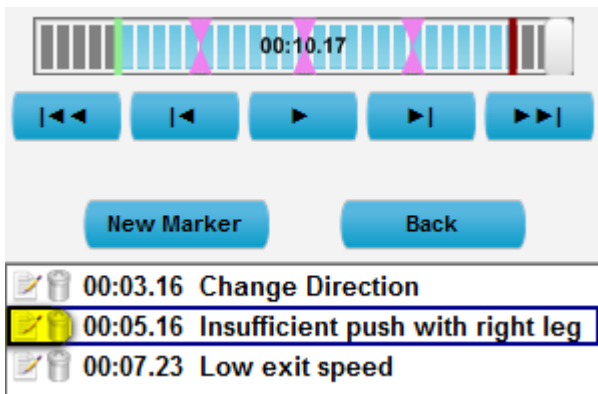 00:10.17
New Marker Back
00:03.16 Change Direction
00:05.16 Insufficient push with right leg
00:07.23 Low exit speed